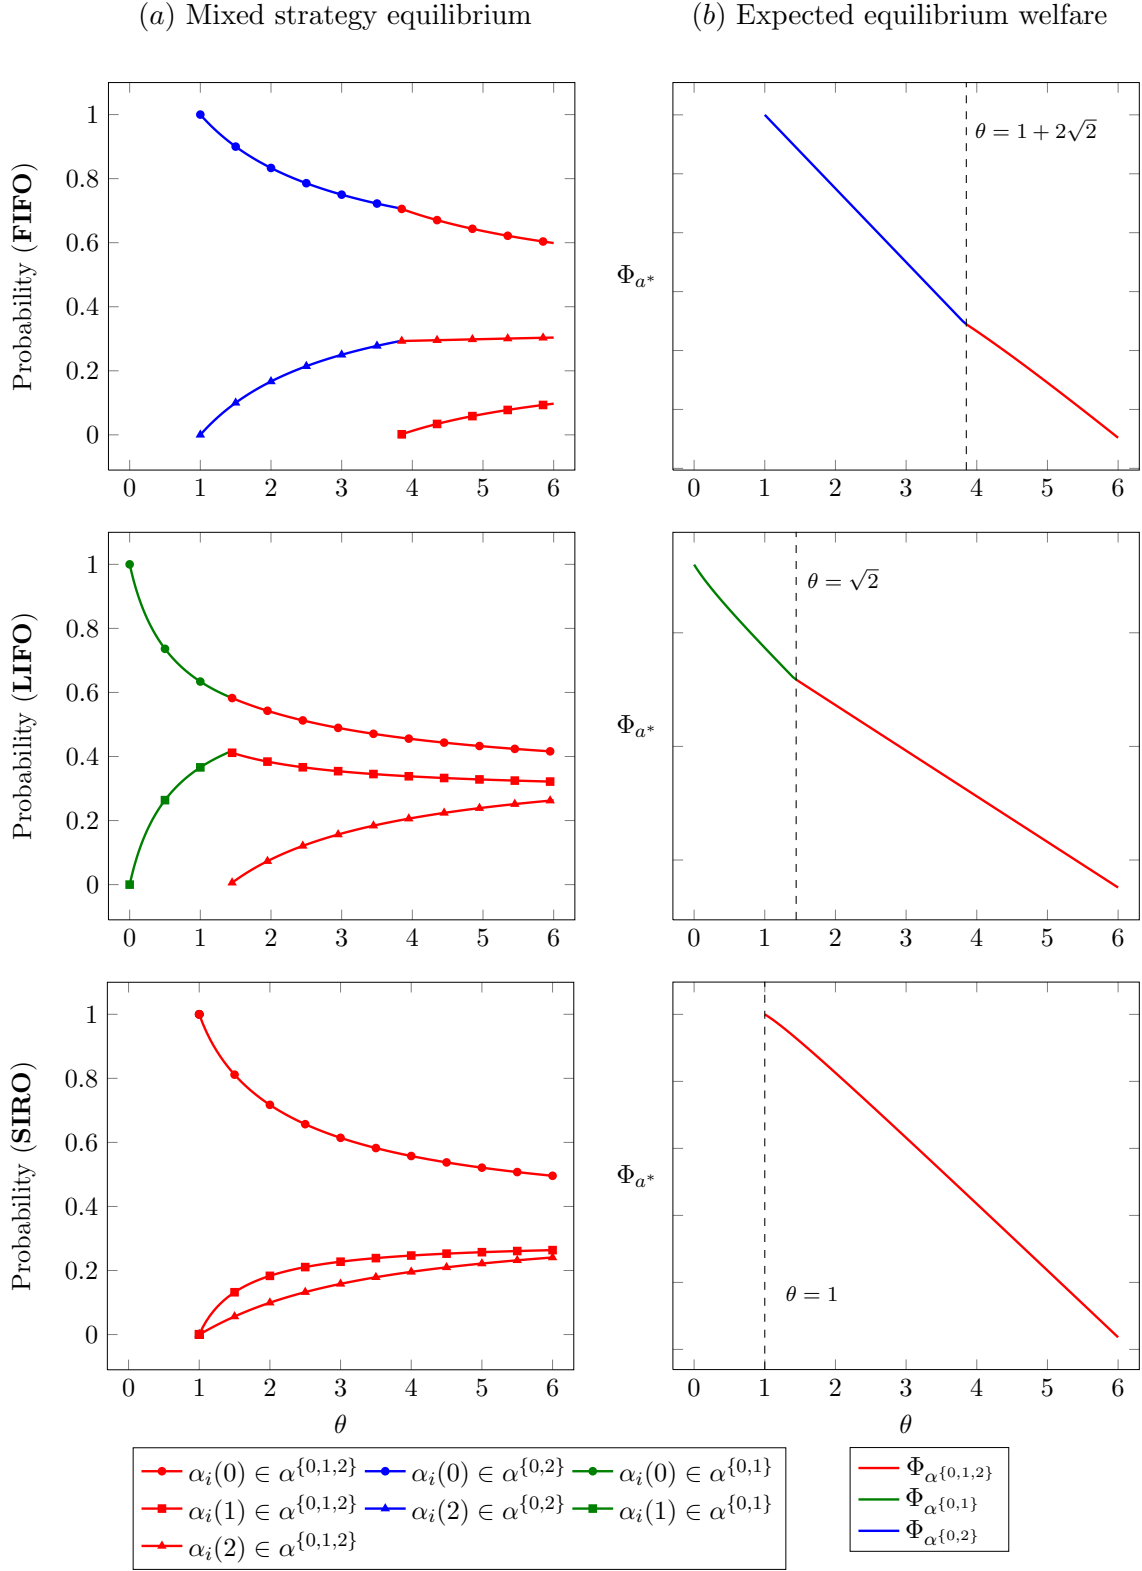 (a) Mixed strategy equilibrium
(b) Expected equilibrium welfare
Probability (FIFO)
1
0.8
0.6
0.4
0.2
0
0 1 2 3 4 5 6
Φ_{a*}
θ = 1 + 2√2
0 1 2 3 4 5 6
Probability (LIFO)
1
0.8
0.6
0.4
0.2
0
0 1 2 3 4 5 6
Φ_{a*}
θ = √2
0 1 2 3 4 5 6
Probability (SIRO)
1
0.8
0.6
0.4
0.2
0
0 1 2 3 4 5 6
θ
Φ_{a*}
θ = 1
0 1 2 3 4 5 6
θ
α_i(0) ∈ α^{{0,1,2}} α_i(0) ∈ α^{{0,2}} α_i(0) ∈ α^{{0,1}}
α_i(1) ∈ α^{{0,1,2}} α_i(2) ∈ α^{{0,2}} α_i(1) ∈ α^{{0,1}}
α_i(2) ∈ α^{{0,1,2}}
Φ_{α^{{0,1,2}}}
Φ_{α^{{0,1}}}
Φ_{α^{{0,2}}}